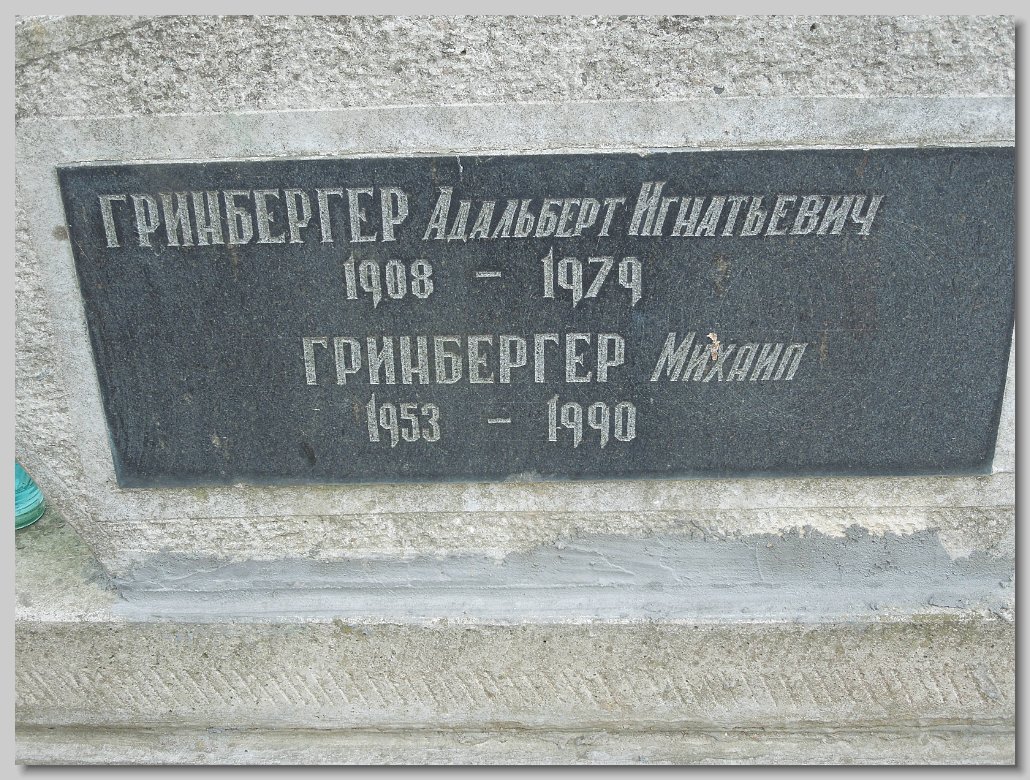 ГРИНБЕРГЕР Адальберт Игнатьевич
1908 – 1979
ГРИНБЕРГЕР Михаил
1953 – 1990